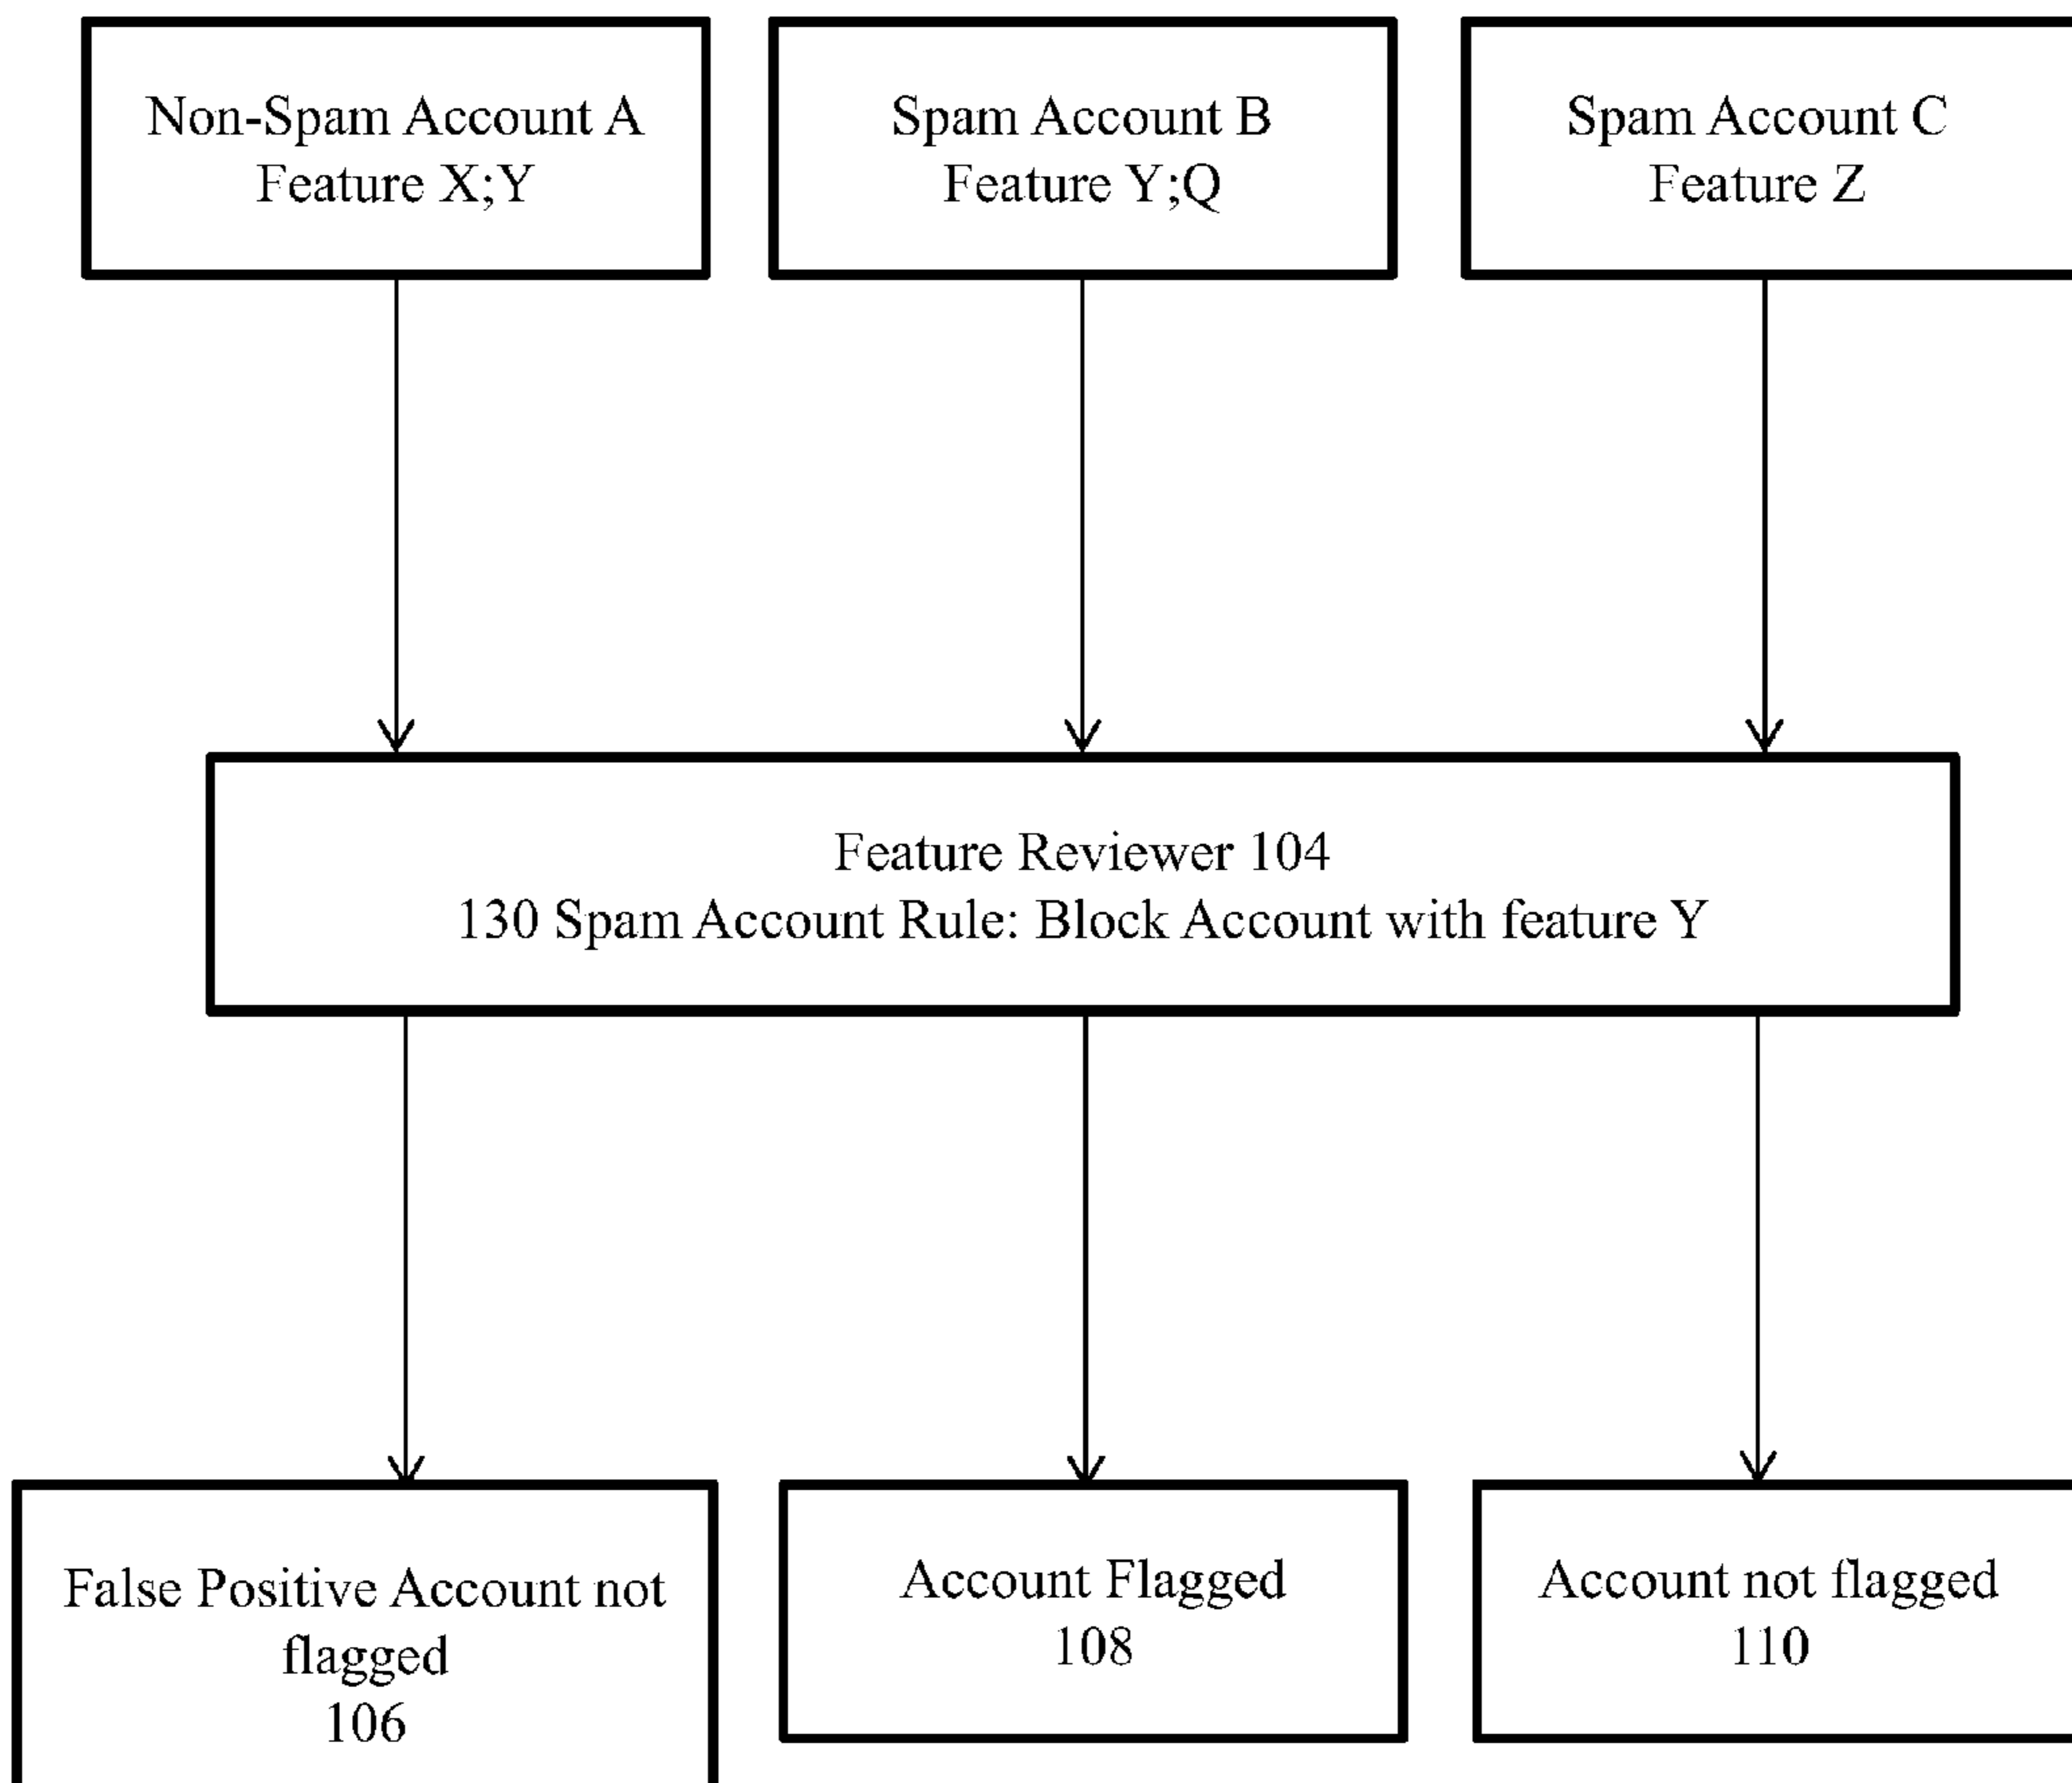 Non-Spam Account A
Feature X;Y
Spam Account B
Feature Y;Q
Spam Account C
Feature Z
Feature Reviewer 104
130 Spam Account Rule: Block Account with feature Y
False Positive Account not
flagged
106
Account Flagged
108
Account not flagged
110